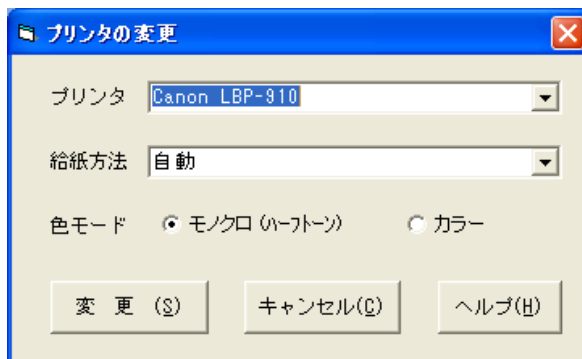 プリンタの変更
プリンタ Canon LBP-910
給紙方法 自動
色モード モノクロ (ハーフトーン) カラー
変 更 (S) キャンセル(C) ヘルプ(H)